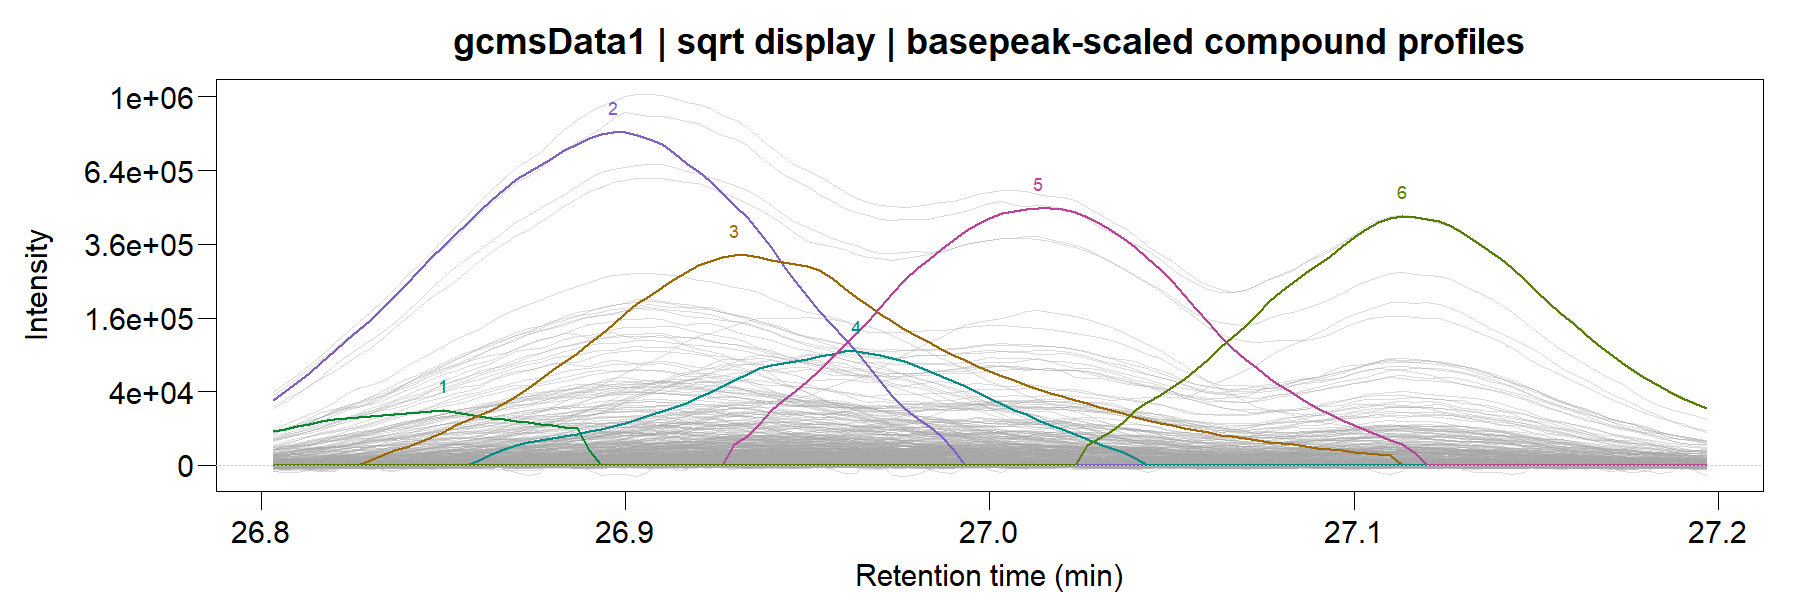 gcmsData1 | sqrt display | basepeak-scaled compound profiles
Intensity
1e+06
6.4e+05
3.6e+05
1.6e+05
4e+04
0
1
2
3
4
5
6
26.8
26.9
27.0
27.1
27.2
Retention time (min)